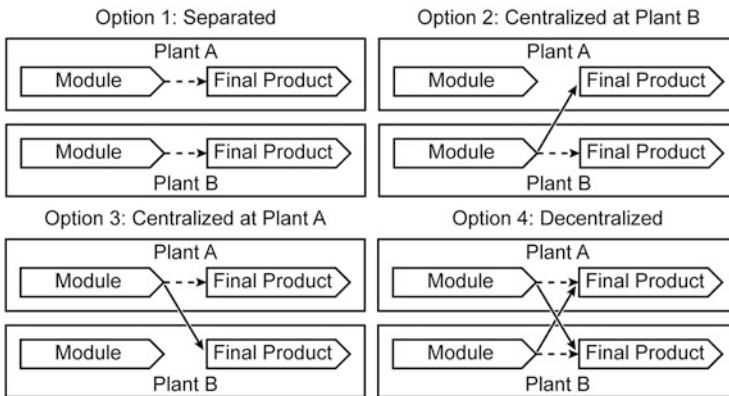 Option 1: Separated
Plant A
Module
Final Product
Module
Final Product
Plant B
Option 2: Centralized at Plant B
Plant A
Module
Final Product
Module
Final Product
Plant B
Option 3: Centralized at Plant A
Plant A
Module
Final Product
Module
Final Product
Plant B
Option 4: Decentralized
Plant A
Module
Final Product
Module
Final Product
Plant B